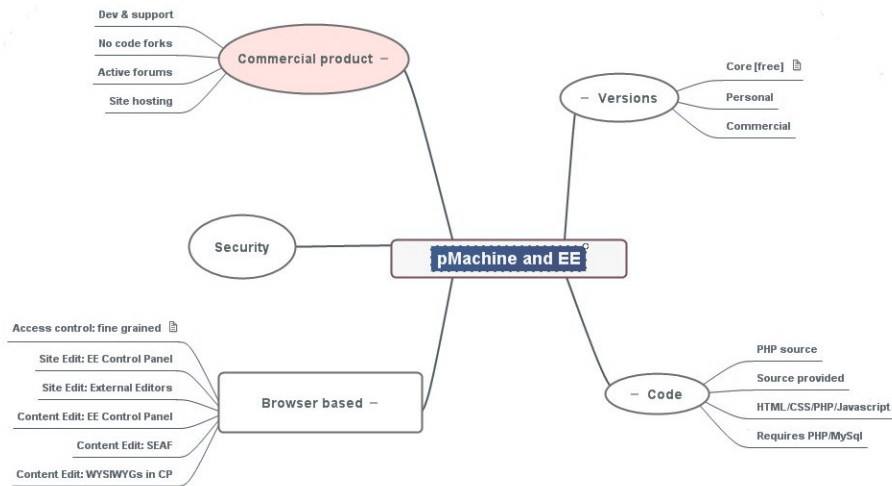 Dev & support
No code forks
Active forums
Site hosting
Commercial product
Versions
Core [free]
Personal
Commercial
Security
pMachine and EE
Access control: fine grained
Site Edit: EE Control Panel
Site Edit: External Editors
Content Edit: EE Control Panel
Content Edit: SEAF
Content Edit: WYSIWYGs in CP
Browser based
Code
PHP source
Source provided
HTML/CSS/PHP/Javascript
Requires PHP/MySql